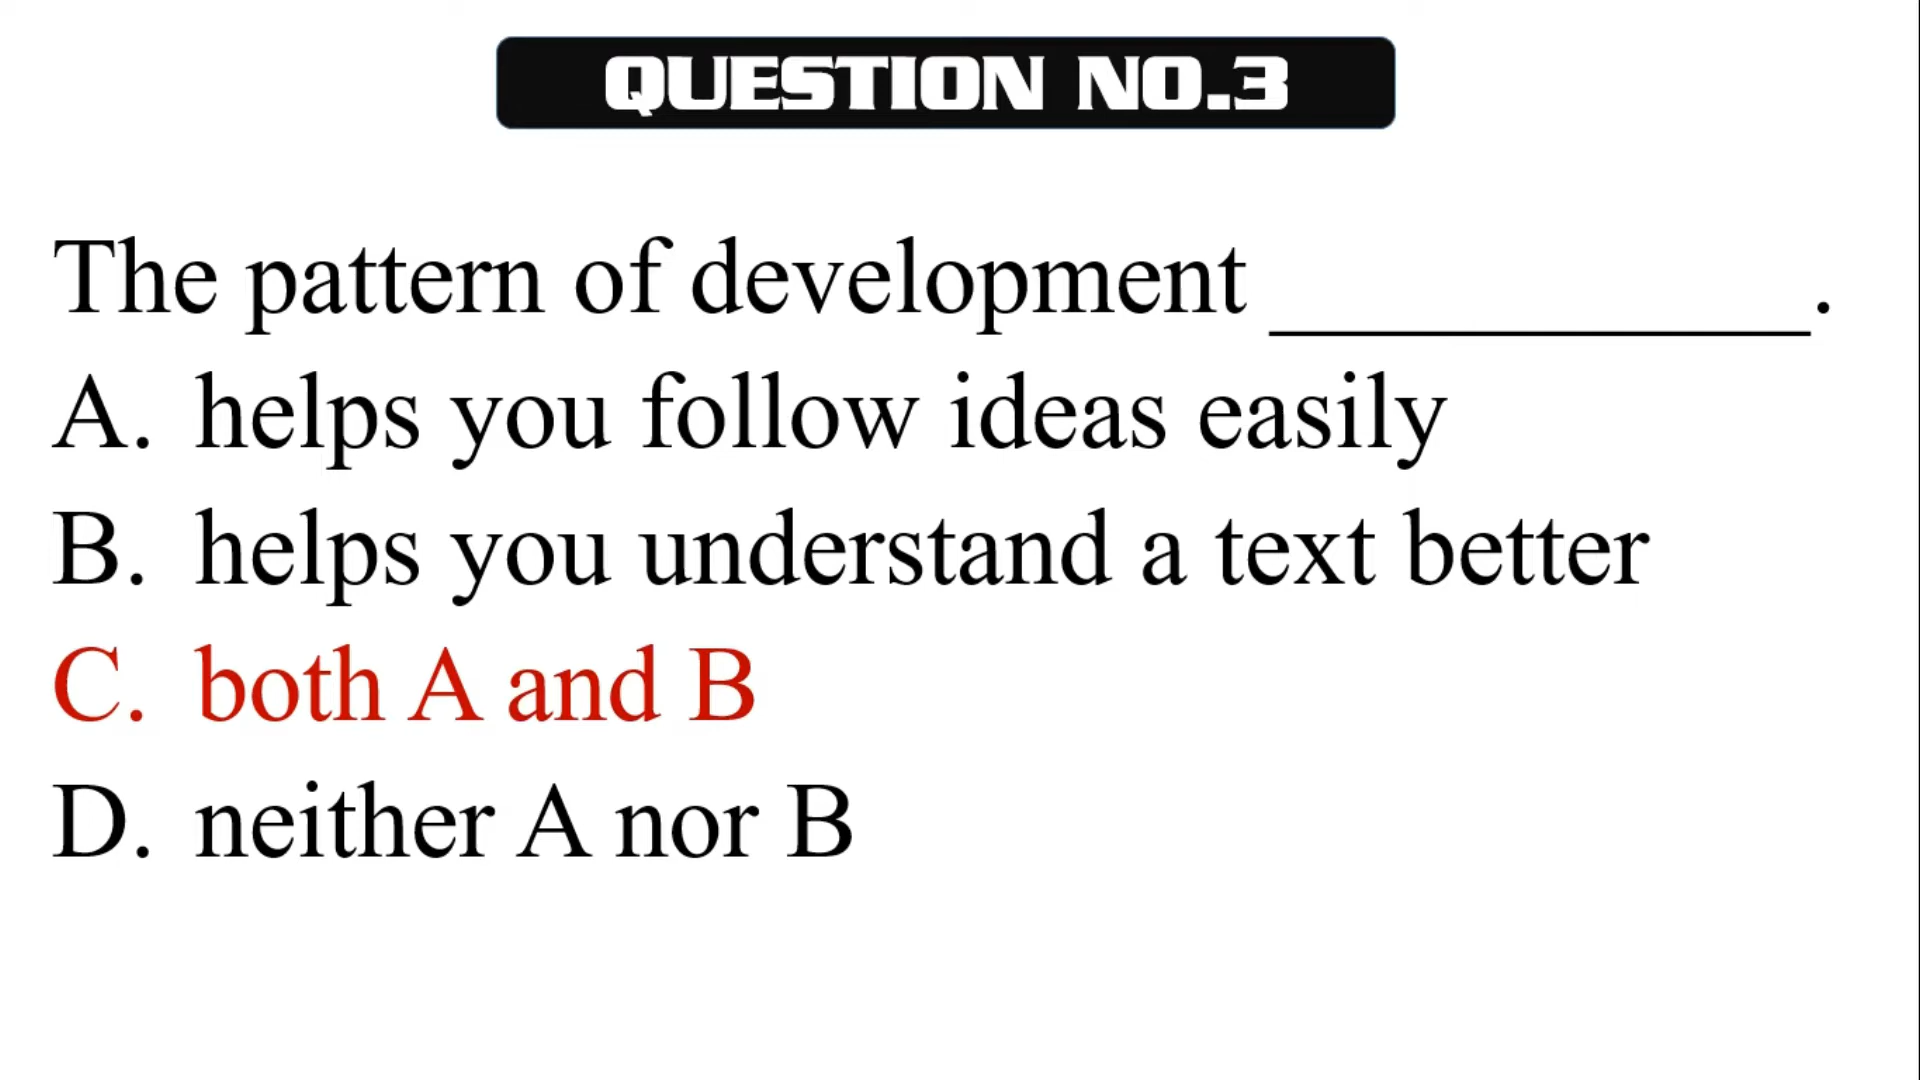 QUESTION NO.3
The pattern of development ___________.
A. helps you follow ideas easily
B. helps you understand a text better
C. both A and B
D. neither A nor B